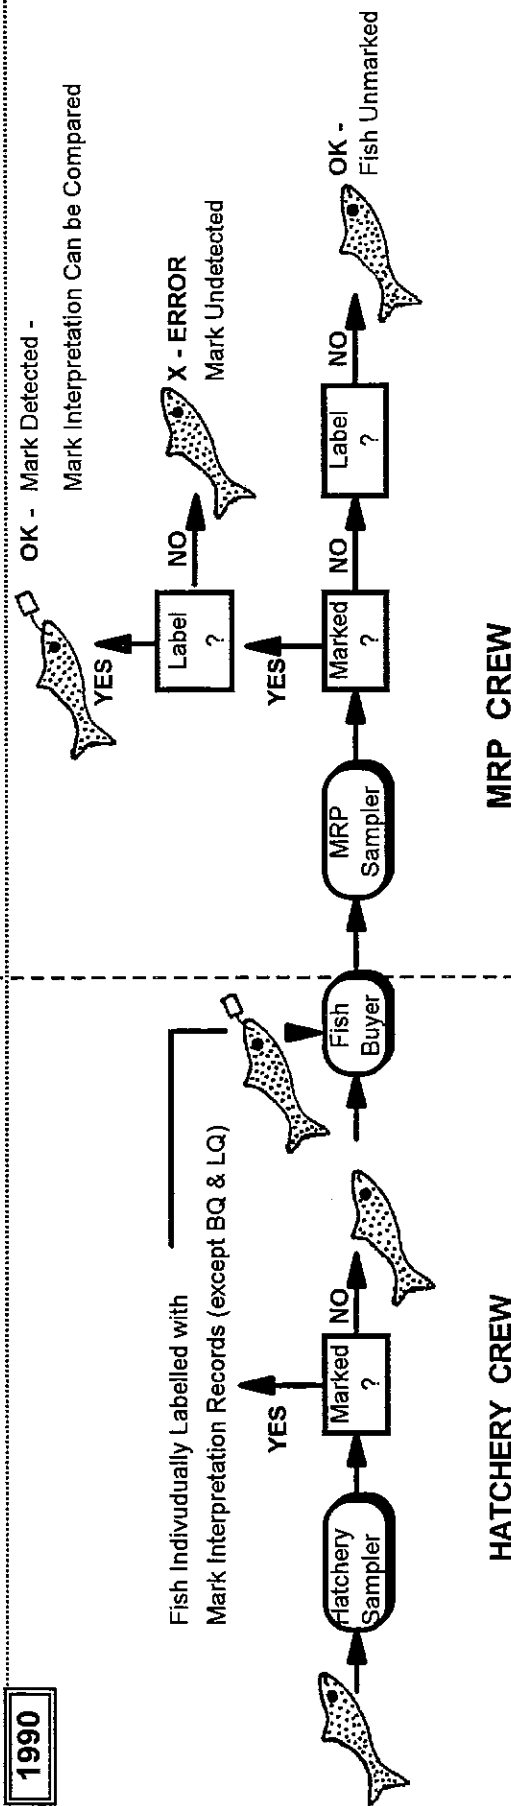 1990
Hatchery
Sampler
Marked
?
YES
NO
Fish Indivudually Labelled with
Mark Interpretation Records (except BQ & LQ)
HATCHERY CREW
Fish
Buyer
MRP
Sampler
Marked
?
YES
NO
Label
?
YES
NO
OK - Mark Detected -
Mark Interpretation Can be Compared
X - ERROR
Mark Undetected
Label
?
NO
OK -
Fish Unmarked
MRP CREW